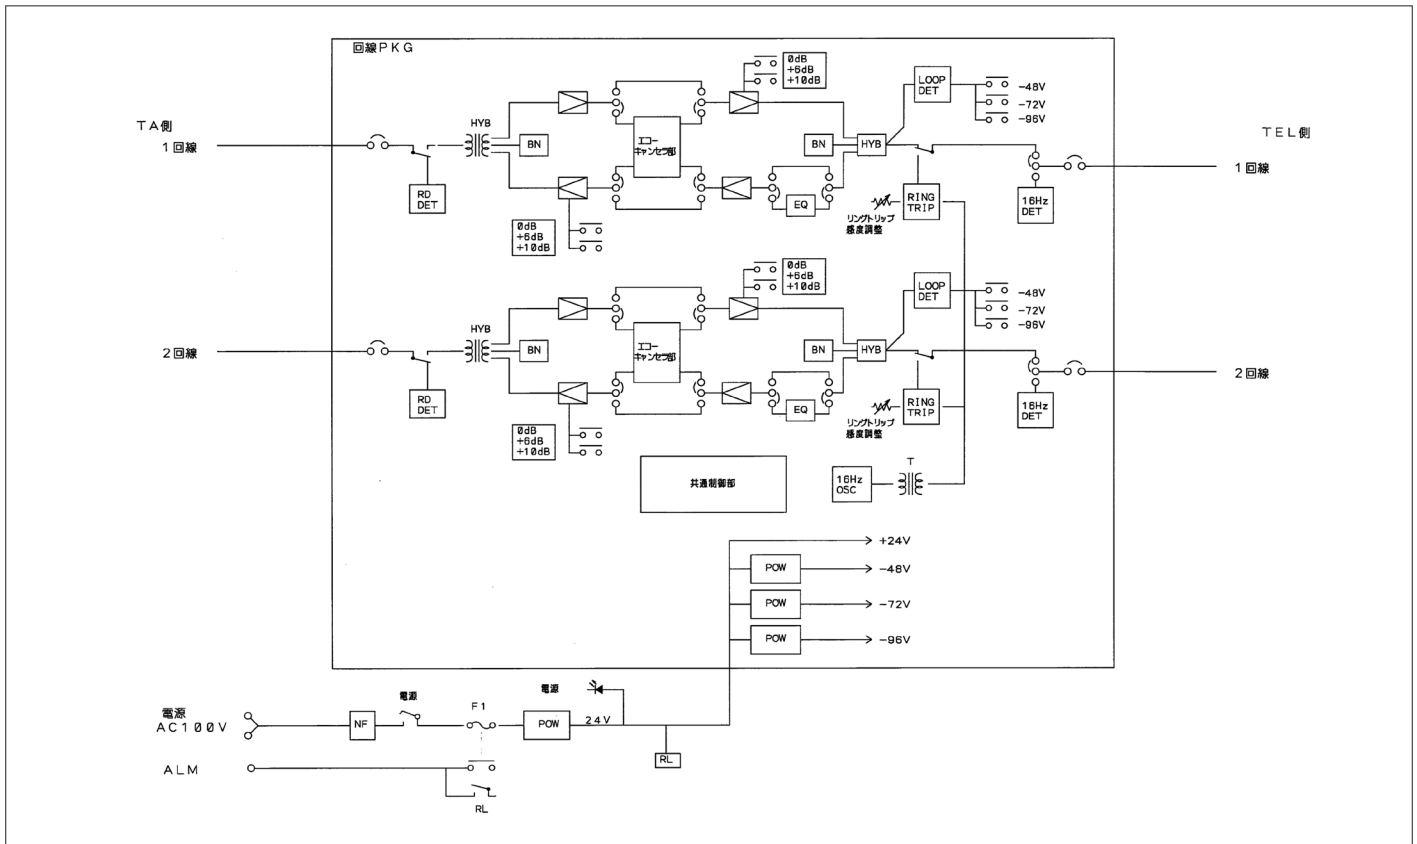 回線PKG
0dB
+6dB
+10dB
LOOP
DET
-48V
-72V
-96V
TA側
1回線
HYB
BN
エコー
キャンセラ部
BN
HYB
TEL側
1回線
RD
DET
EQ
RING
TRIP
16Hz
DET
リングトリップ
感度調整
0dB
+6dB
+10dB
0dB
+6dB
+10dB
LOOP
DET
-48V
-72V
-96V
2回線
HYB
BN
エコー
キャンセラ部
BN
HYB
2回線
RD
DET
EQ
RING
TRIP
16Hz
DET
リングトリップ
感度調整
0dB
+6dB
+10dB
共通制御部
16Hz
OSC
T
+24V
POW
-48V
POW
-72V
POW
-96V
電源
AC100V
NF
電源
F1
POW
電源
24V
RL
ALM
RL